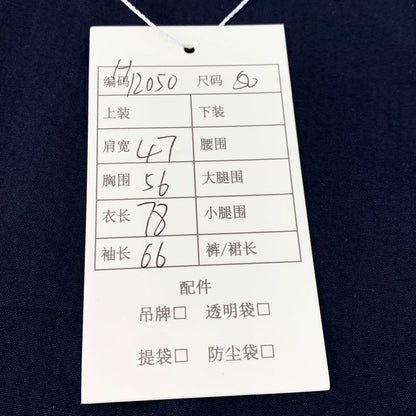 编码 H12050 尺码
上装 下装
肩宽 47 腰围
胸围 56 大腿围
衣长 78 小腿围
袖长 66 裤/裙长
配件
吊牌□ 透明袋□
提袋□ 防尘袋□